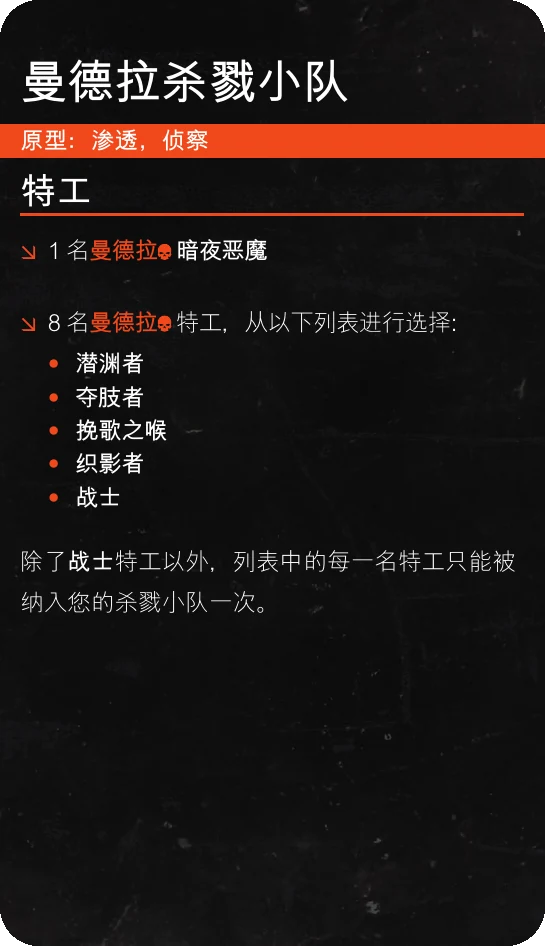 曼德拉杀戮小队
原型：渗透，侦察
特工
1 名曼德拉 暗夜恶魔
8 名曼德拉 特工，从以下列表进行选择:
潜渊者
夺肢者
挽歌之喉
织影者
战士
除了战士特工以外，列表中的每一名特工只能被
纳入您的杀戮小队一次。